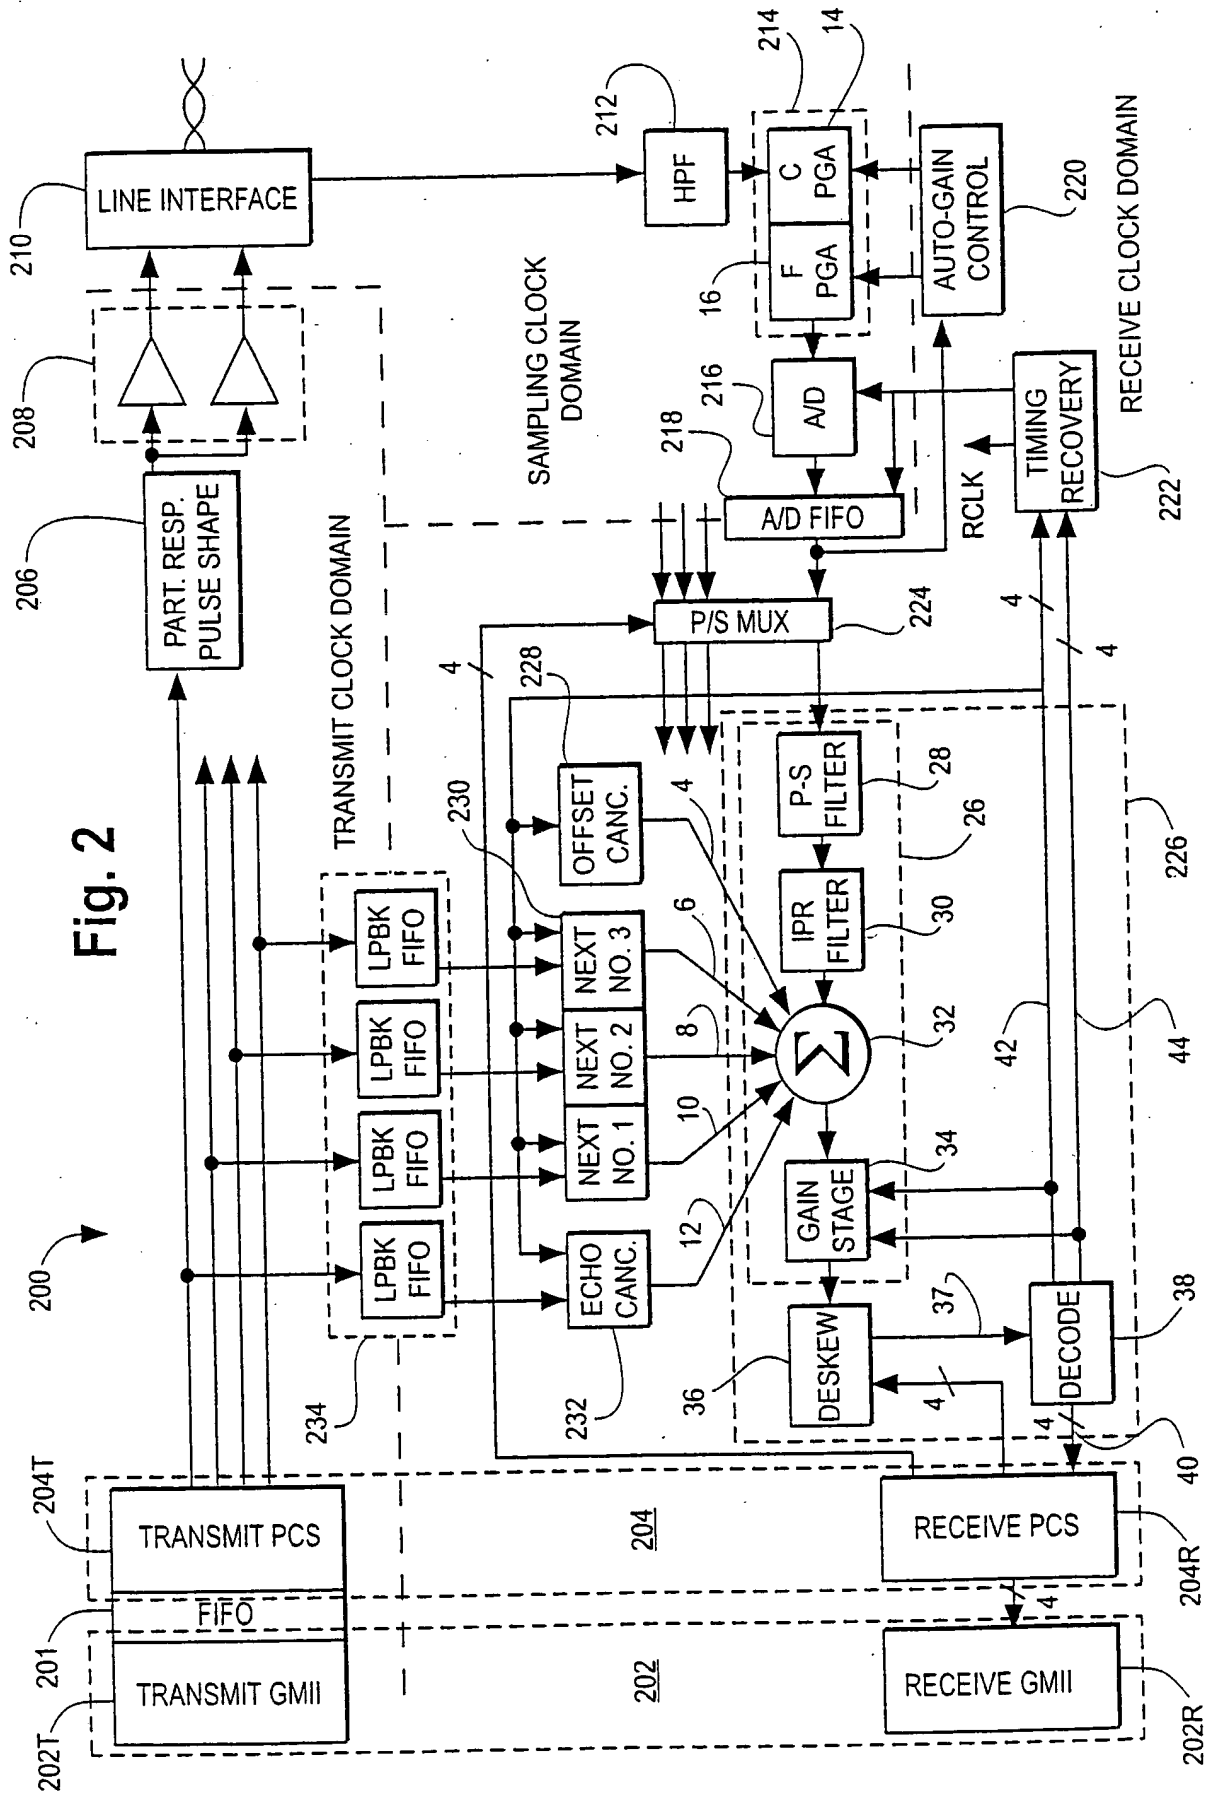 Fig. 2
200
202T
201
204T
TRANSMIT GMII
FIFO
TRANSMIT PCS
206
PART. RESP.
PULSE SHAPE
208
210
LINE INTERFACE
TRANSMIT CLOCK DOMAIN
SAMPLING CLOCK
DOMAIN
RECEIVE CLOCK DOMAIN
234
LPBK
FIFO
LPBK
FIFO
LPBK
FIFO
LPBK
FIFO
232
ECHO
CANC.
NEXT
NO. 1
NEXT
NO. 2
NEXT
NO. 3
230
OFFSET
CANC.
228
4
12
10
8
6
4
212
HPF
214
14
C
PGA
16
F
PGA
216
A/D
218
A/D FIFO
AUTO-GAIN
CONTROL
220
P/S MUX
224
RCLK
TIMING
RECOVERY
222
4
4
202
204
36
DESKEW
GAIN
STAGE
34
Σ
32
IPR
FILTER
30
P-S
FILTER
28
26
226
37
4
42
44
DECODE
38
4
40
RECEIVE PCS
204R
4
RECEIVE GMII
202R